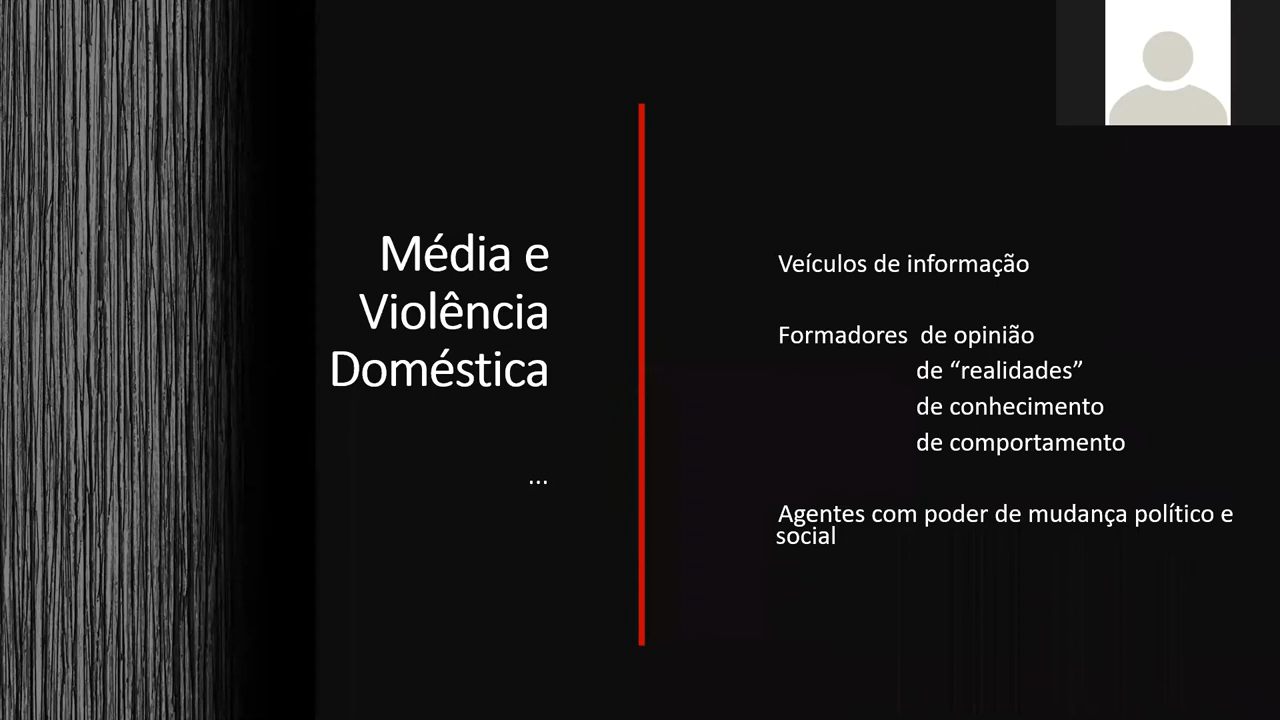 Média e
Violência
Doméstica
...
Veículos de informação
Formadores de opinião
de “realidades”
de conhecimento
de comportamento
Agentes com poder de mudança político e
social